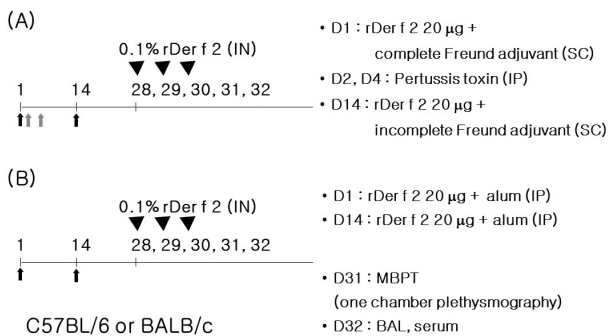 (A)
0.1% rDer f 2 (IN)
1 14 28, 29, 30, 31, 32
• D1 : rDer f 2 20 μg +
complete Freund adjuvant (SC)
• D2, D4 : Pertussis toxin (IP)
• D14 : rDer f 2 20 μg +
incomplete Freund adjuvant (SC)
(B)
0.1% rDer f 2 (IN)
1 14 28, 29, 30, 31, 32
C57BL/6 or BALB/c
• D1 : rDer f 2 20 μg + alum (IP)
• D14 : rDer f 2 20 μg + alum (IP)
• D31 : MBPT
(one chamber plethysmography)
• D32 : BAL, serum